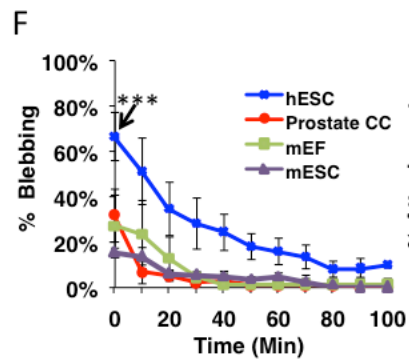 F
100%
80%
60%
40%
20%
0%
% Blebbing
***
hESC
Prostate CC
mEF
mESC
0 20 40 60 80 100
Time (Min)